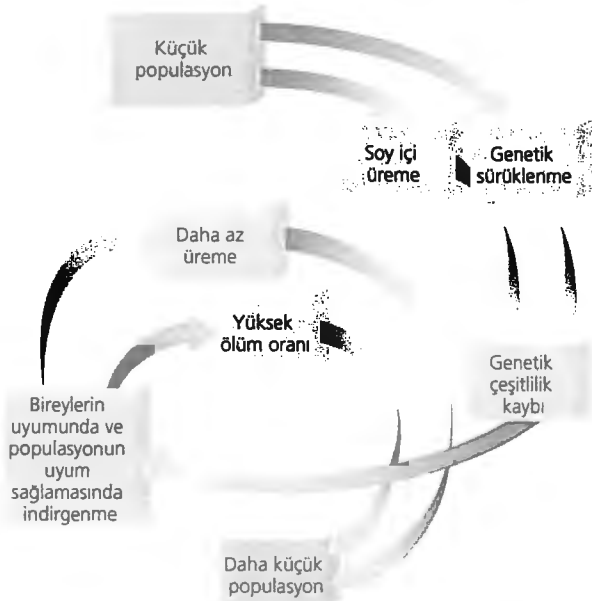 Küçük
populasyon
Soy içi
üreme
Genetik
sürüklenme
Daha az
üreme
Yüksek
ölüm oranı
Genetik
çeşitlilik
kaybı
Bireylerin
uyumunda ve
populasyonun
uyum
sağlamasında
indirgenme
Daha küçük
populasyon